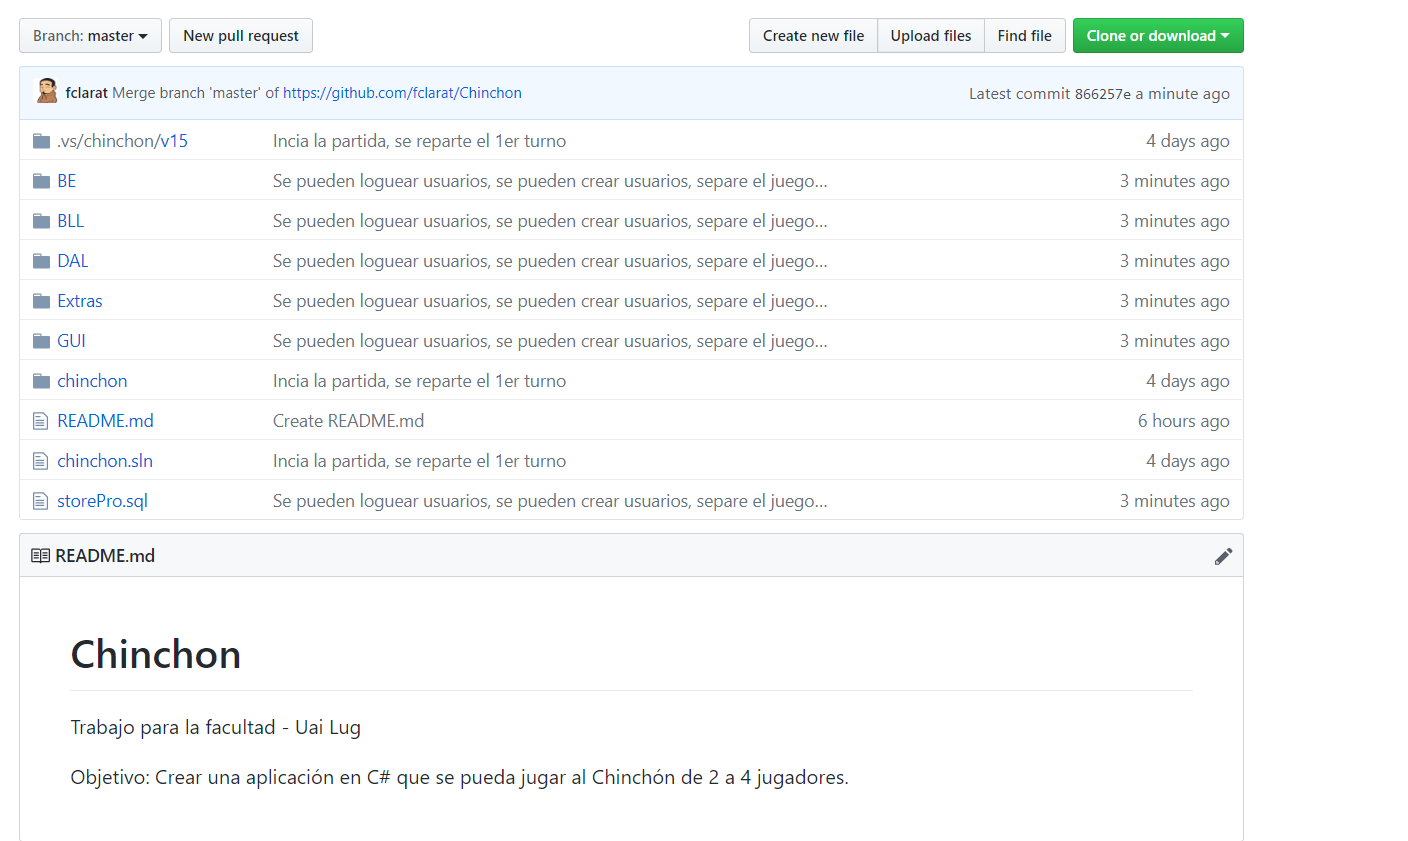 Branch: master New pull request Create new file Upload files Find file Clone or download
fclarat Merge branch 'master' of https://github.com/fclarat/Chinchon Latest commit 866257e a minute ago
.vs/chinchon/v15 Incia la partida, se reparte el 1er turno 4 days ago
BE Se pueden loguear usuarios, se pueden crear usuarios, separe el juego… 3 minutes ago
BLL Se pueden loguear usuarios, se pueden crear usuarios, separe el juego… 3 minutes ago
DAL Se pueden loguear usuarios, se pueden crear usuarios, separe el juego… 3 minutes ago
Extras Se pueden loguear usuarios, se pueden crear usuarios, separe el juego… 3 minutes ago
GUI Se pueden loguear usuarios, se pueden crear usuarios, separe el juego… 3 minutes ago
chinchon Incia la partida, se reparte el 1er turno 4 days ago
README.md Create README.md 6 hours ago
chinchon.sln Incia la partida, se reparte el 1er turno 4 days ago
storePro.sql Se pueden loguear usuarios, se pueden crear usuarios, separe el juego… 3 minutes ago
README.md
Chinchon
Trabajo para la facultad - Uai Lug
Objetivo: Crear una aplicación en C# que se pueda jugar al Chinchón de 2 a 4 jugadores.